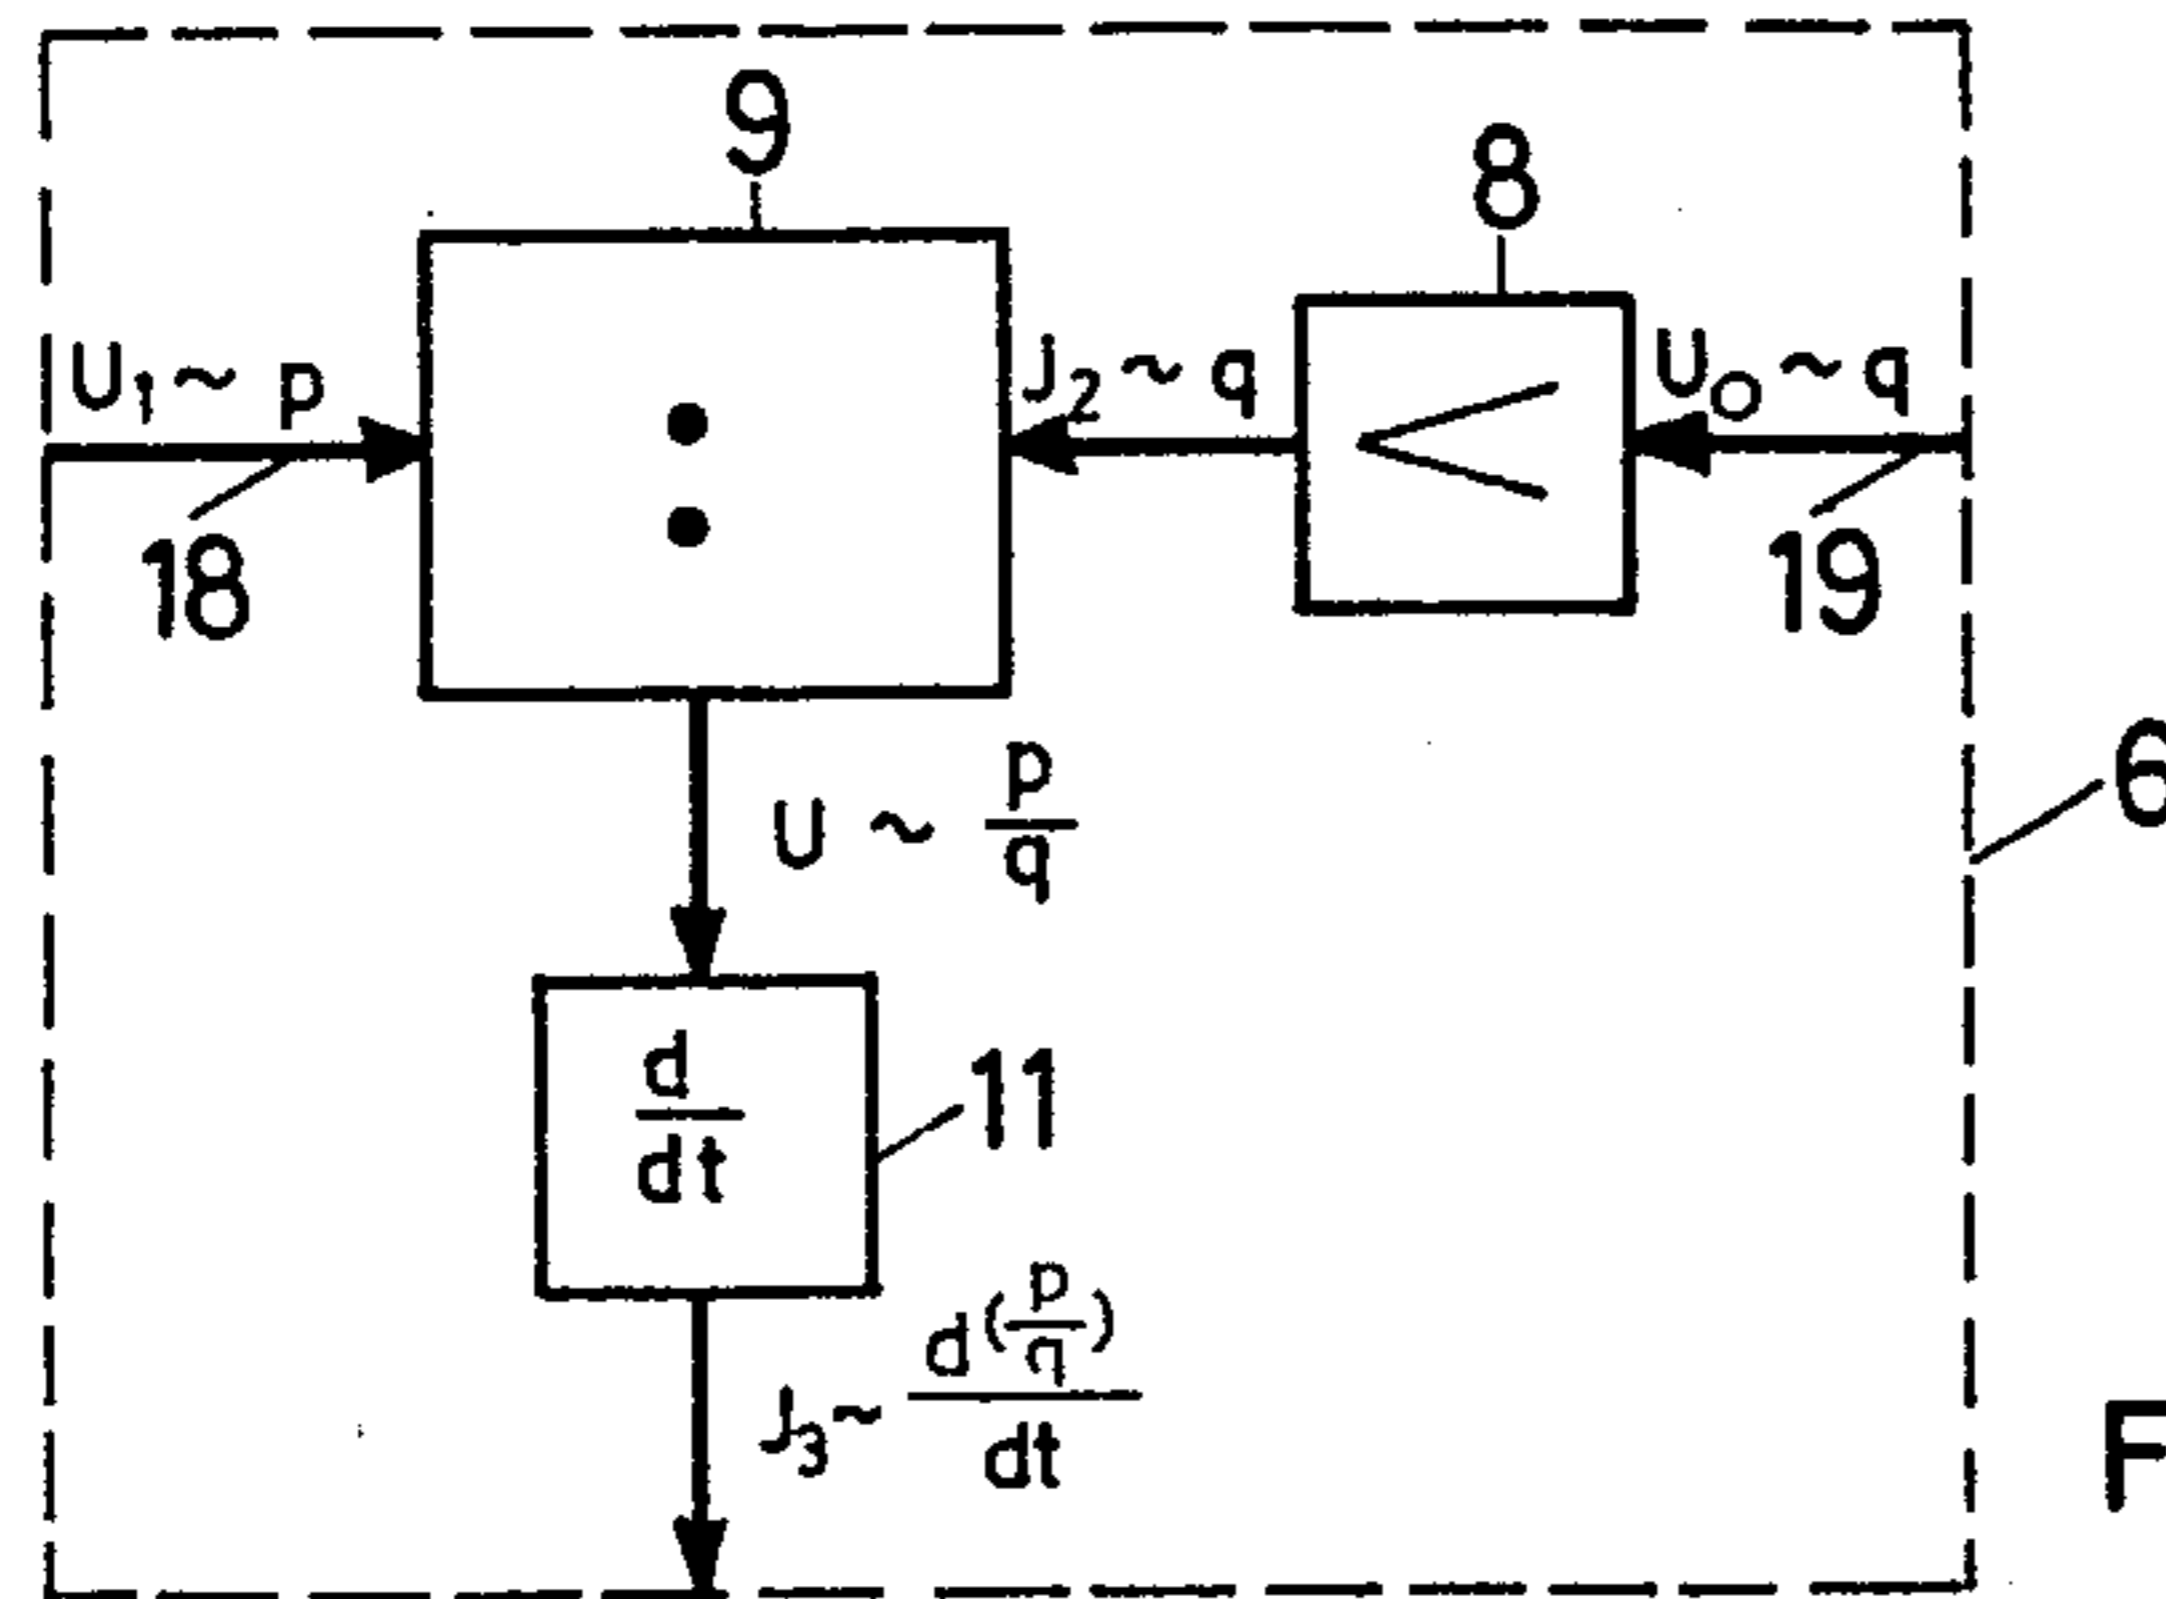 9
8
U₁ ~ p
J₂ ~ q
U₀ ~ q
:
<
18
19
6
U ~ p/q
d/dt
11
J₃ ~ d(p/q)/dt
F